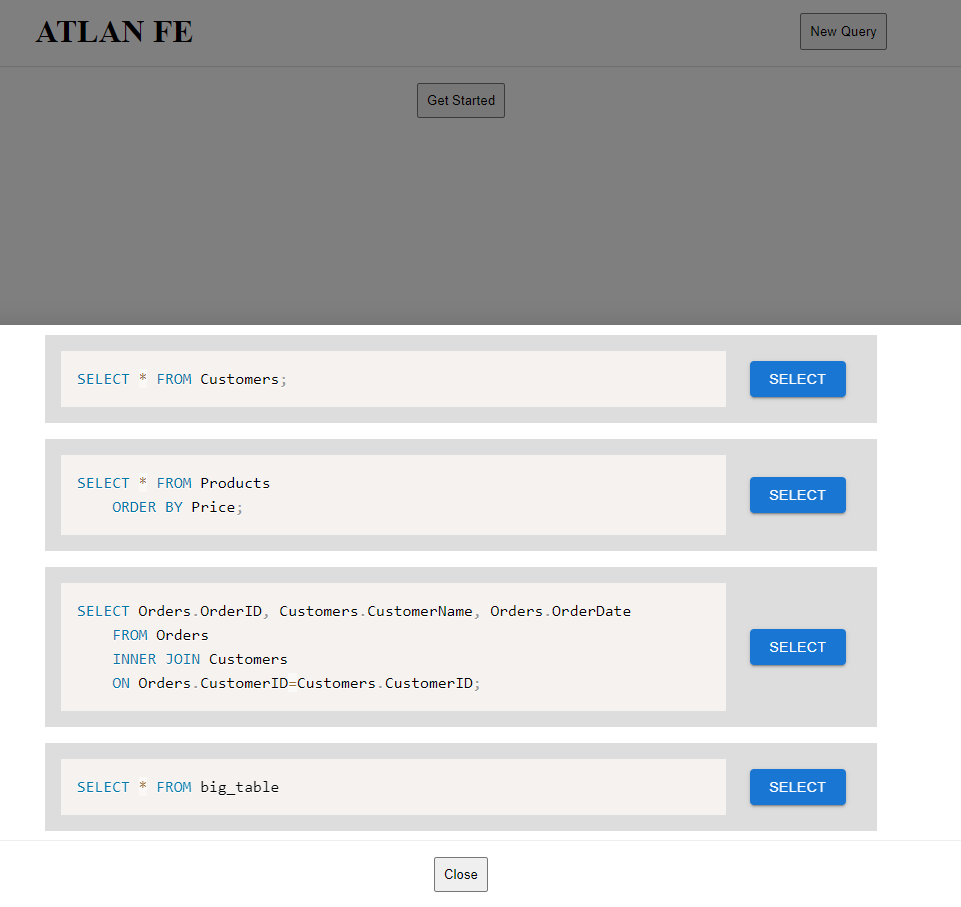 ATLAN FE
New Query
Get Started
SELECT * FROM Customers;
SELECT
SELECT * FROM Products
ORDER BY Price;
SELECT
SELECT Orders.OrderID, Customers.CustomerName, Orders.OrderDate
FROM Orders
INNER JOIN Customers
ON Orders.CustomerID=Customers.CustomerID;
SELECT
SELECT * FROM big_table
SELECT
Close